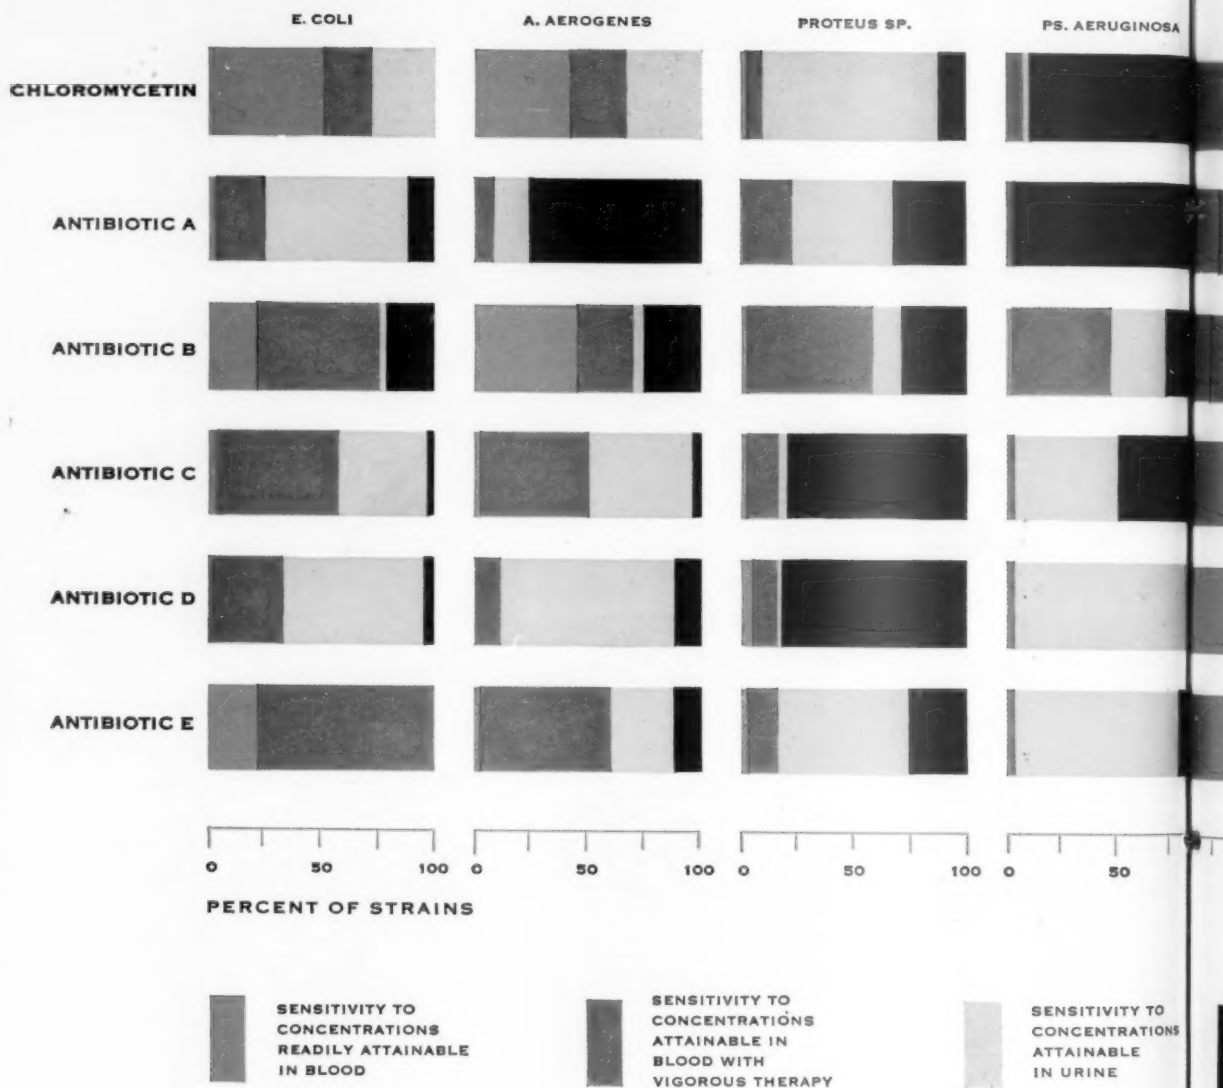 E. COLI
A. AEROGENES
PROTEUS SP.
PS. AERUGINOSA
CHLOROMYCETIN
ANTIBIOTIC A
ANTIBIOTIC B
ANTIBIOTIC C
ANTIBIOTIC D
ANTIBIOTIC E
0 50 100
0 50 100
0 50 100
0 50
PERCENT OF STRAINS
SENSITIVITY TO
CONCENTRATIONS
READILY ATTAINABLE
IN BLOOD
SENSITIVITY TO
CONCENTRATIONS
ATTAINABLE IN
BLOOD WITH
VIGOROUS THERAPY
SENSITIVITY TO
CONCENTRATIONS
ATTAINABLE
IN URINE